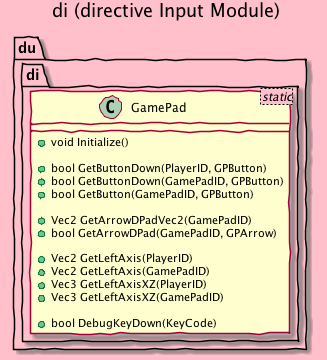 di (directive Input Module)
du
di
static
C GamePad
void Initialize()
bool GetButtonDown(PlayerID, GPButton)
bool GetButtonDown(GamePadID, GPButton)
bool GetButton(GamePadID, GPButton)
Vec2 GetArrowDPadVec2(GamePadID)
bool GetArrowDPad(GamePadID, GPArrow)
Vec2 GetLeftAxis(PlayerID)
Vec2 GetLeftAxis(GamePadID)
Vec3 GetLeftAxisXZ(PlayerID)
Vec3 GetLeftAxisXZ(GamePadID)
bool DebugKeyDown(KeyCode)